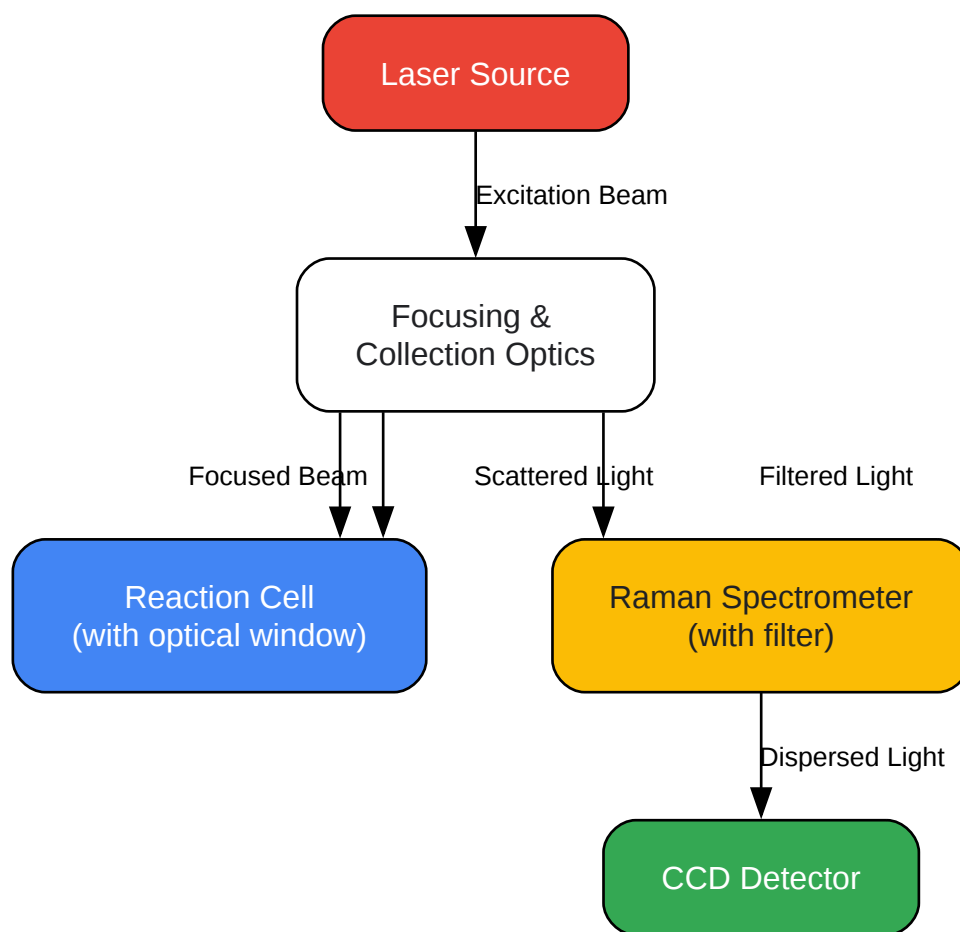 Laser Source
Excitation Beam
Focusing &
Collection Optics
Focused Beam
Scattered Light
Filtered Light
Reaction Cell
(with optical window)
Raman Spectrometer
(with filter)
Dispersed Light
CCD Detector